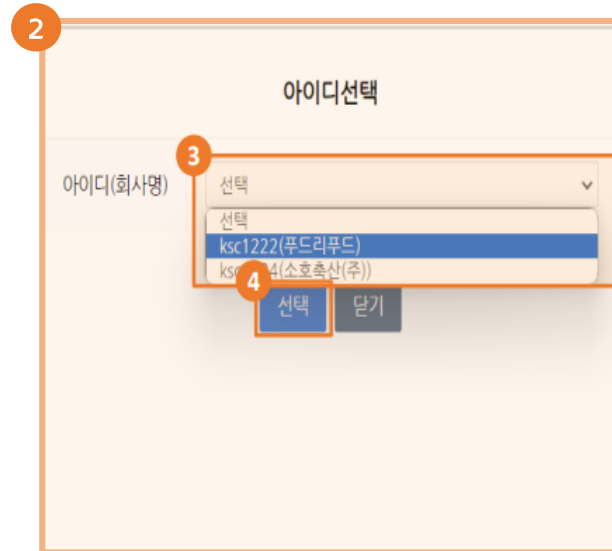 2
아이디선택
3
아이디(회사명)
선택
선택
ksc1222(푸드리푸드)
4(소호축산(주))
4
선택
닫기